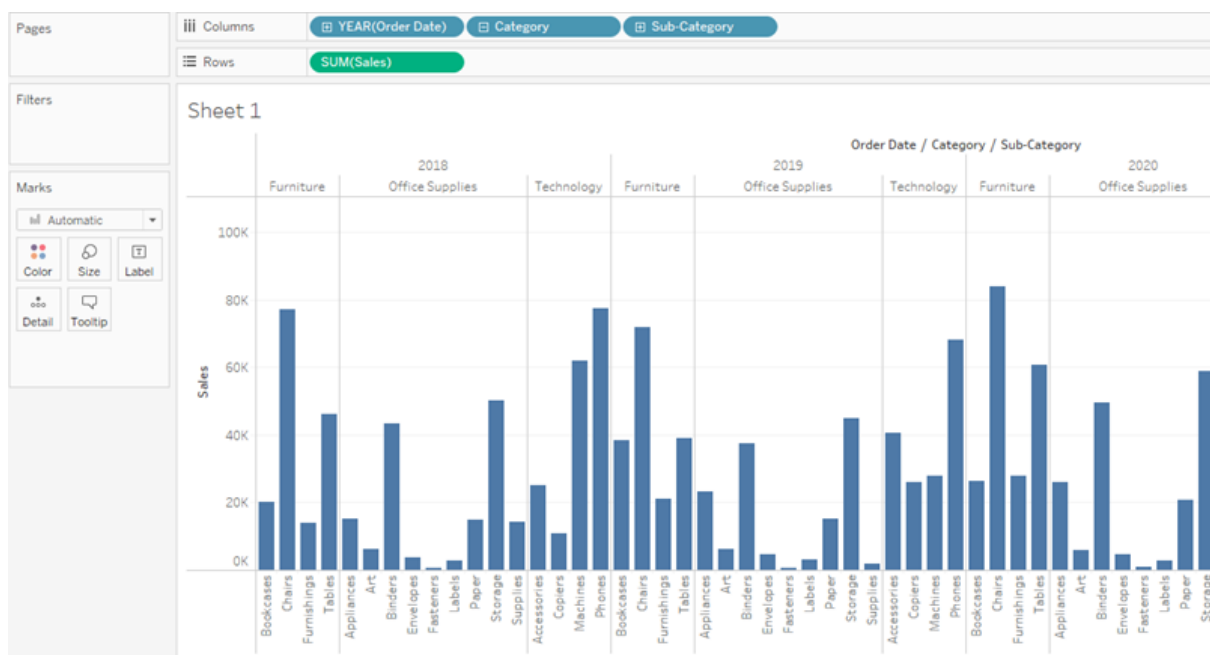 Pages
Columns
YEAR(Order Date)
Category
Sub-Category
Rows
SUM(Sales)
Filters
Marks
Automatic
Color
Size
Label
Detail
Tooltip
Sheet 1
Order Date / Category / Sub-Category
2018 2019 2020
Furniture Office Supplies Technology Furniture Office Supplies Technology Furniture Office Supplies
Sales
100K
80K
60K
40K
20K
0K
Bookcases
Chairs
Furnishings
Tables
Appliances
Art
Binders
Envelopes
Fasteners
Labels
Paper
Storage
Supplies
Accessories
Copiers
Machines
Phones
Bookcases
Chairs
Furnishings
Tables
Appliances
Art
Binders
Envelopes
Fasteners
Labels
Paper
Storage
Supplies
Accessories
Copiers
Machines
Phones
Bookcases
Chairs
Furnishings
Tables
Appliances
Art
Binders
Envelopes
Fasteners
Labels
Paper
Storage